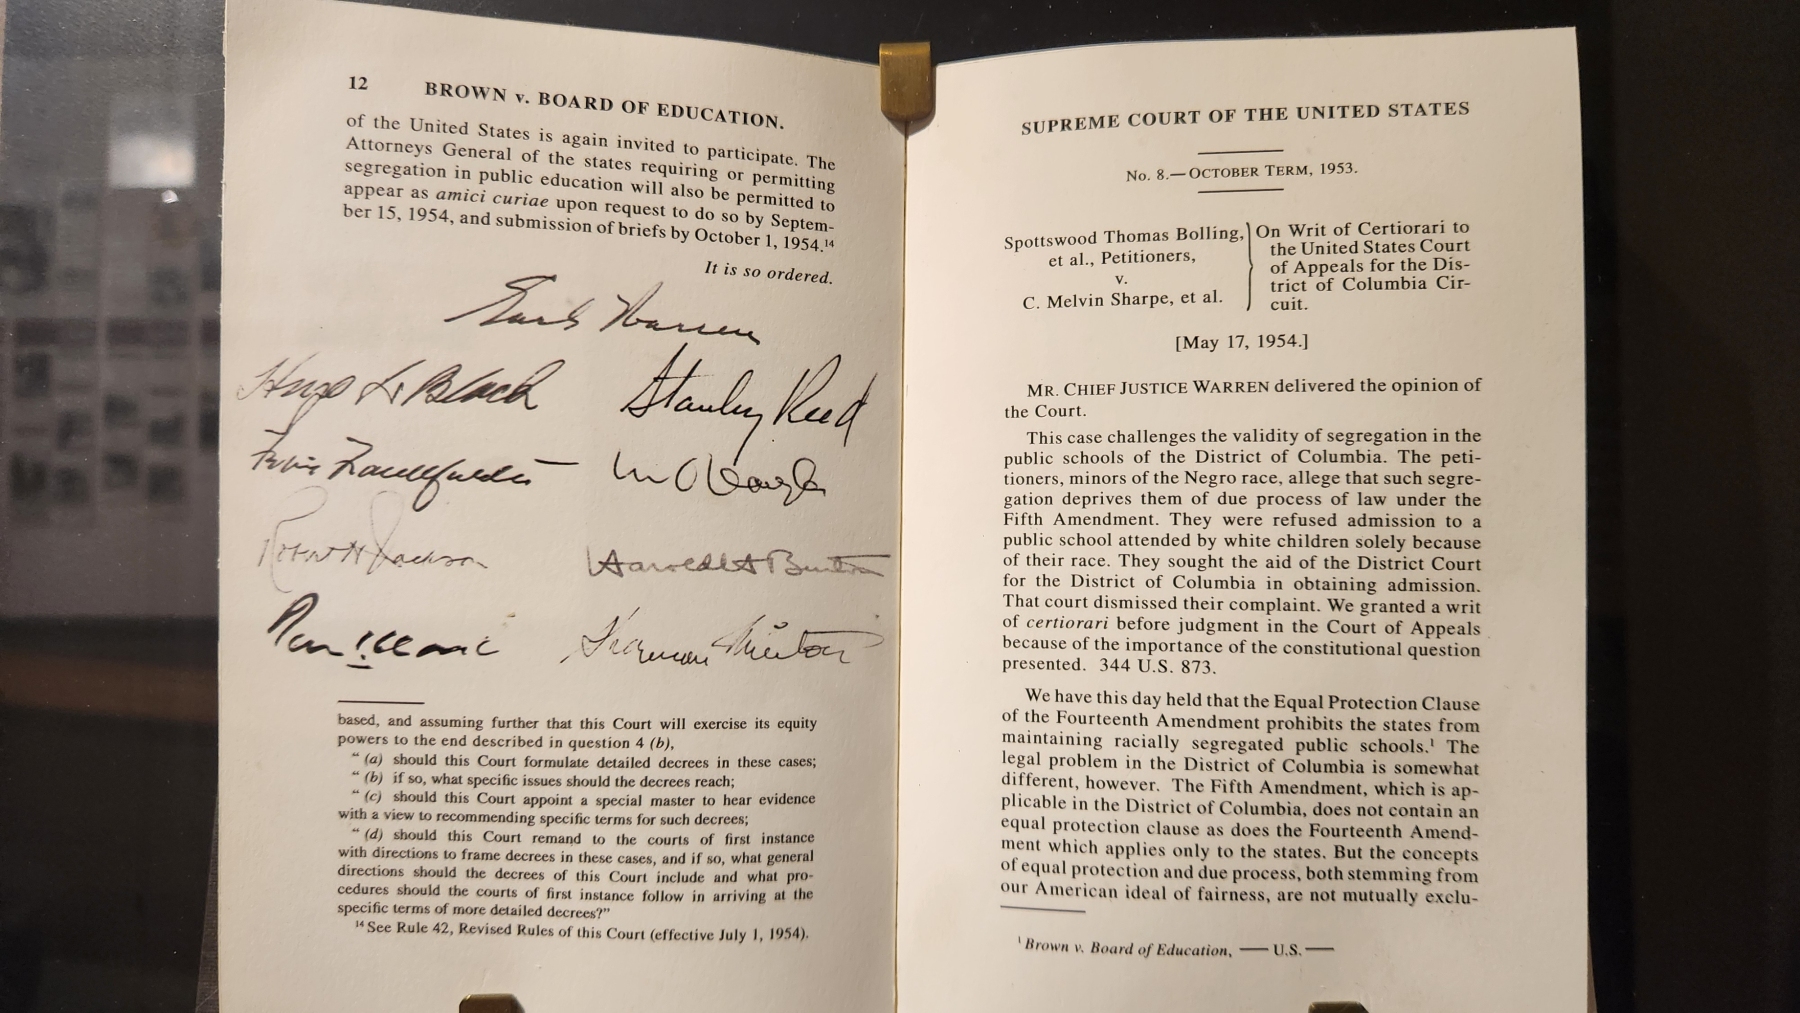 12 BROWN v. BOARD OF EDUCATION.
of the United States is again invited to participate. The
Attorneys General of the states requiring or permitting
segregation in public education will also be permitted to
appear as amici curiae upon request to do so by Septem-
ber 15, 1954, and submission of briefs by October 1, 1954.¹⁴
It is so ordered.
Earl Warren
Hugo L Black Stanley Reed
Felix Frankfurter Wm O Douglas
Robert H Jackson Harold H Burton
Tom C Clark Sherman Minton
based, and assuming further that this Court will exercise its equity
powers to the end described in question 4 (b),
“(a) should this Court formulate detailed decrees in these cases;
“(b) if so, what specific issues should the decrees reach;
“(c) should this Court appoint a special master to hear evidence
with a view to recommending specific terms for such decrees;
“(d) should this Court remand to the courts of first instance
with directions to frame decrees in these cases, and if so, what general
directions should the decrees of this Court include and what pro-
cedures should the courts of first instance follow in arriving at the
specific terms of more detailed decrees?”
¹⁴ See Rule 42, Revised Rules of this Court (effective July 1, 1954).
SUPREME COURT OF THE UNITED STATES
No. 8.—OCTOBER TERM, 1953.
Spottswood Thomas Bolling,
et al., Petitioners,
v.
C. Melvin Sharpe, et al.
On Writ of Certiorari to
the United States Court
of Appeals for the Dis-
trict of Columbia Cir-
cuit.
[May 17, 1954.]
MR. CHIEF JUSTICE WARREN delivered the opinion of
the Court.
This case challenges the validity of segregation in the
public schools of the District of Columbia. The peti-
tioners, minors of the Negro race, allege that such segre-
gation deprives them of due process of law under the
Fifth Amendment. They were refused admission to a
public school attended by white children solely because
of their race. They sought the aid of the District Court
for the District of Columbia in obtaining admission.
That court dismissed their complaint. We granted a writ
of certiorari before judgment in the Court of Appeals
because of the importance of the constitutional question
presented. 344 U.S. 873.
We have this day held that the Equal Protection Clause
of the Fourteenth Amendment prohibits the states from
maintaining racially segregated public schools.¹ The
legal problem in the District of Columbia is somewhat
different, however. The Fifth Amendment, which is ap-
plicable in the District of Columbia, does not contain an
equal protection clause as does the Fourteenth Amend-
ment which applies only to the states. But the concepts
of equal protection and due process, both stemming from
our American ideal of fairness, are not mutually exclu-
¹ Brown v. Board of Education, — U.S. —